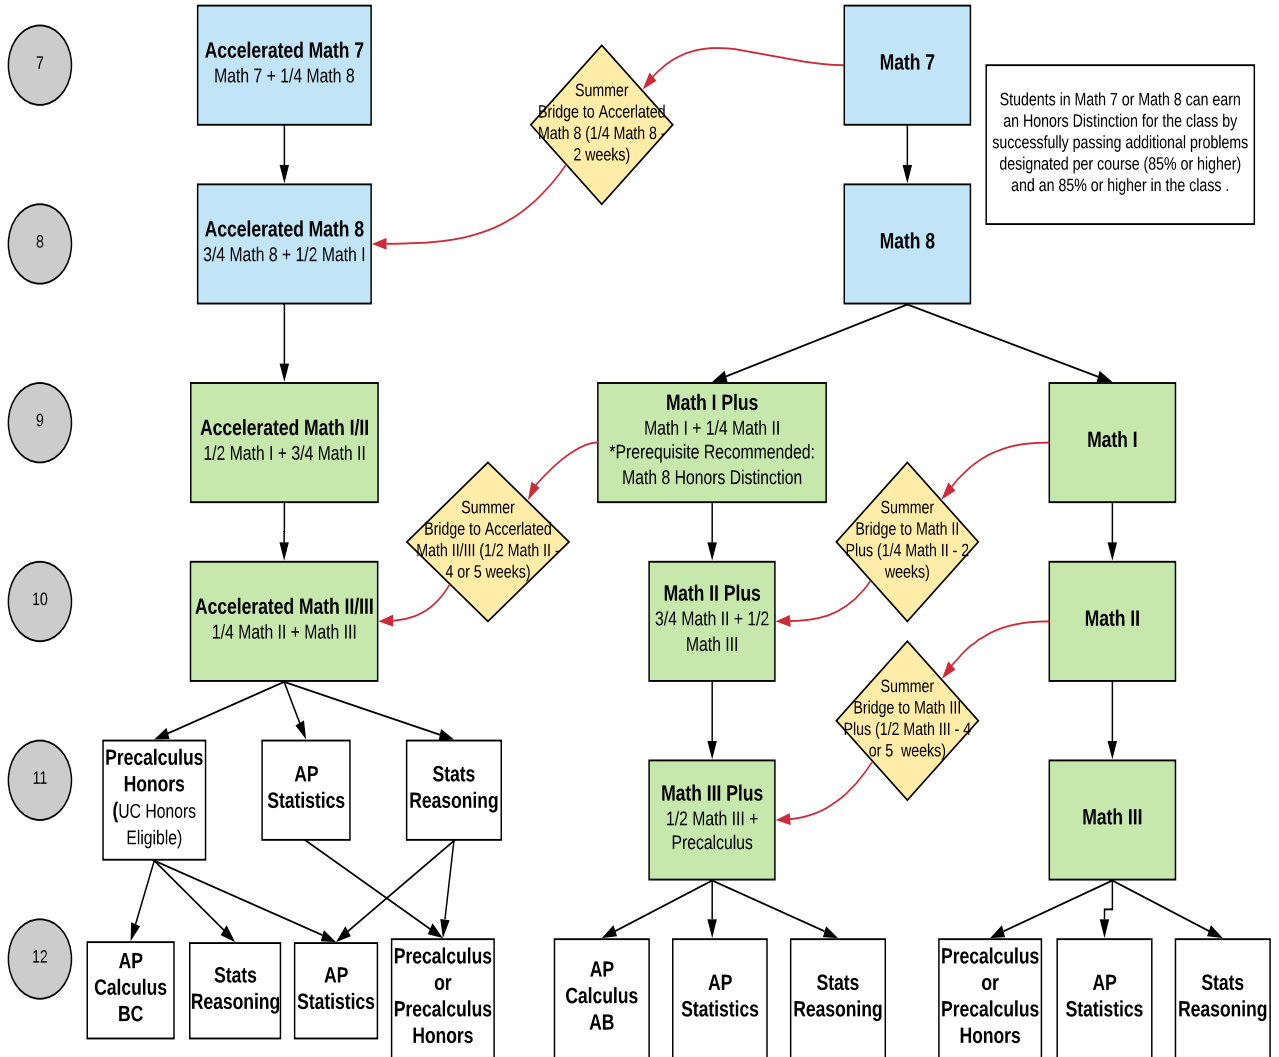 7
Accelerated Math 7
Math 7 + 1/4 Math 8
Summer
Bridge to Accerlated
Math 8 (1/4 Math 8 -
2 weeks)
Math 7
Students in Math 7 or Math 8 can earn
an Honors Distinction for the class by
successfully passing additional problems
designated per course (85% or higher)
and an 85% or higher in the class .
8
Accelerated Math 8
3/4 Math 8 + 1/2 Math I
Math 8
9
Accelerated Math I/II
1/2 Math I + 3/4 Math II
Math I Plus
Math I + 1/4 Math II
*Prerequisite Recommended:
Math 8 Honors Distinction
Math I
Summer
Bridge to Accerlated
Math II/III (1/2 Math II -
4 or 5 weeks)
Summer
Bridge to Math II
Plus (1/4 Math II - 2
weeks)
10
Accelerated Math II/III
1/4 Math II + Math III
Math II Plus
3/4 Math II + 1/2
Math III
Math II
Summer
Bridge to Math III
Plus (1/2 Math III - 4
or 5 weeks)
11
Precalculus
Honors
(UC Honors
Eligible)
AP
Statistics
Stats
Reasoning
Math III Plus
1/2 Math III +
Precalculus
Math III
12
AP
Calculus
BC
Stats
Reasoning
AP
Statistics
Precalculus
or
Precalculus
Honors
AP
Calculus
AB
AP
Statistics
Stats
Reasoning
Precalculus
or
Precalculus
Honors
AP
Statistics
Stats
Reasoning